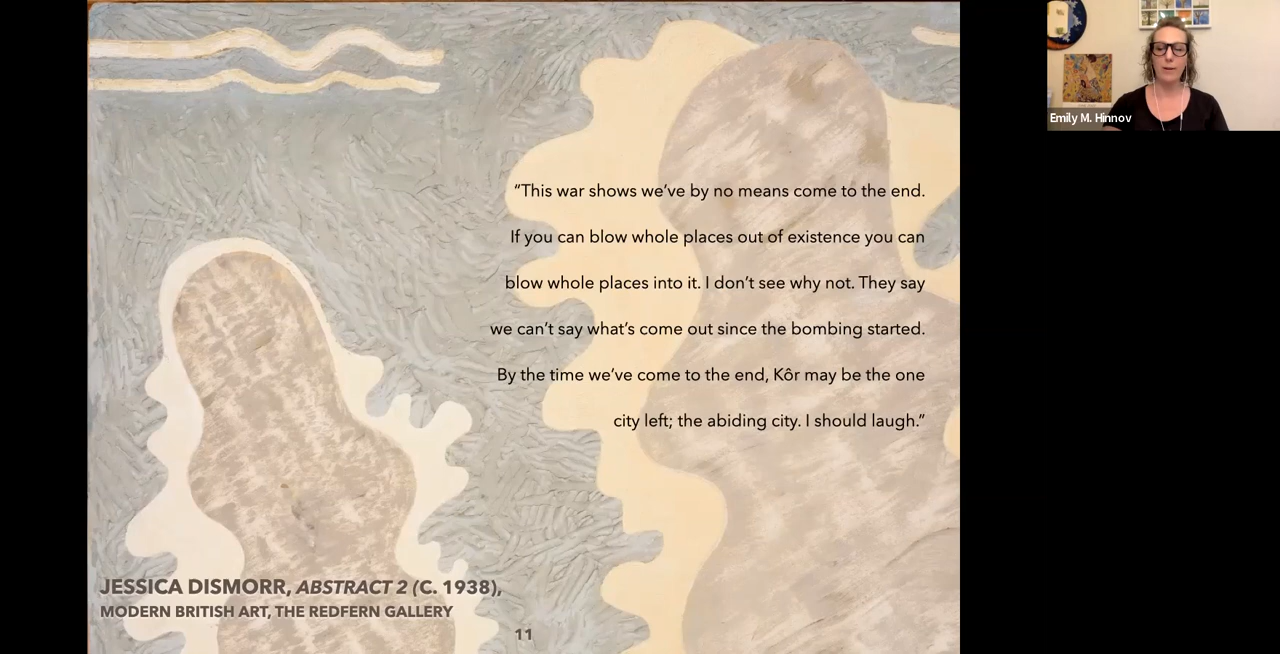 Emily M. Hinnov
“This war shows we’ve by no means come to the end.
If you can blow whole places out of existence you can
blow whole places into it. I don’t see why not. They say
we can’t say what’s come out since the bombing started.
By the time we’ve come to the end, Kôr may be the one
city left; the abiding city. I should laugh.”
JESSICA DISMORR, ABSTRACT 2 (C. 1938),
MODERN BRITISH ART, THE REDFERN GALLERY
11